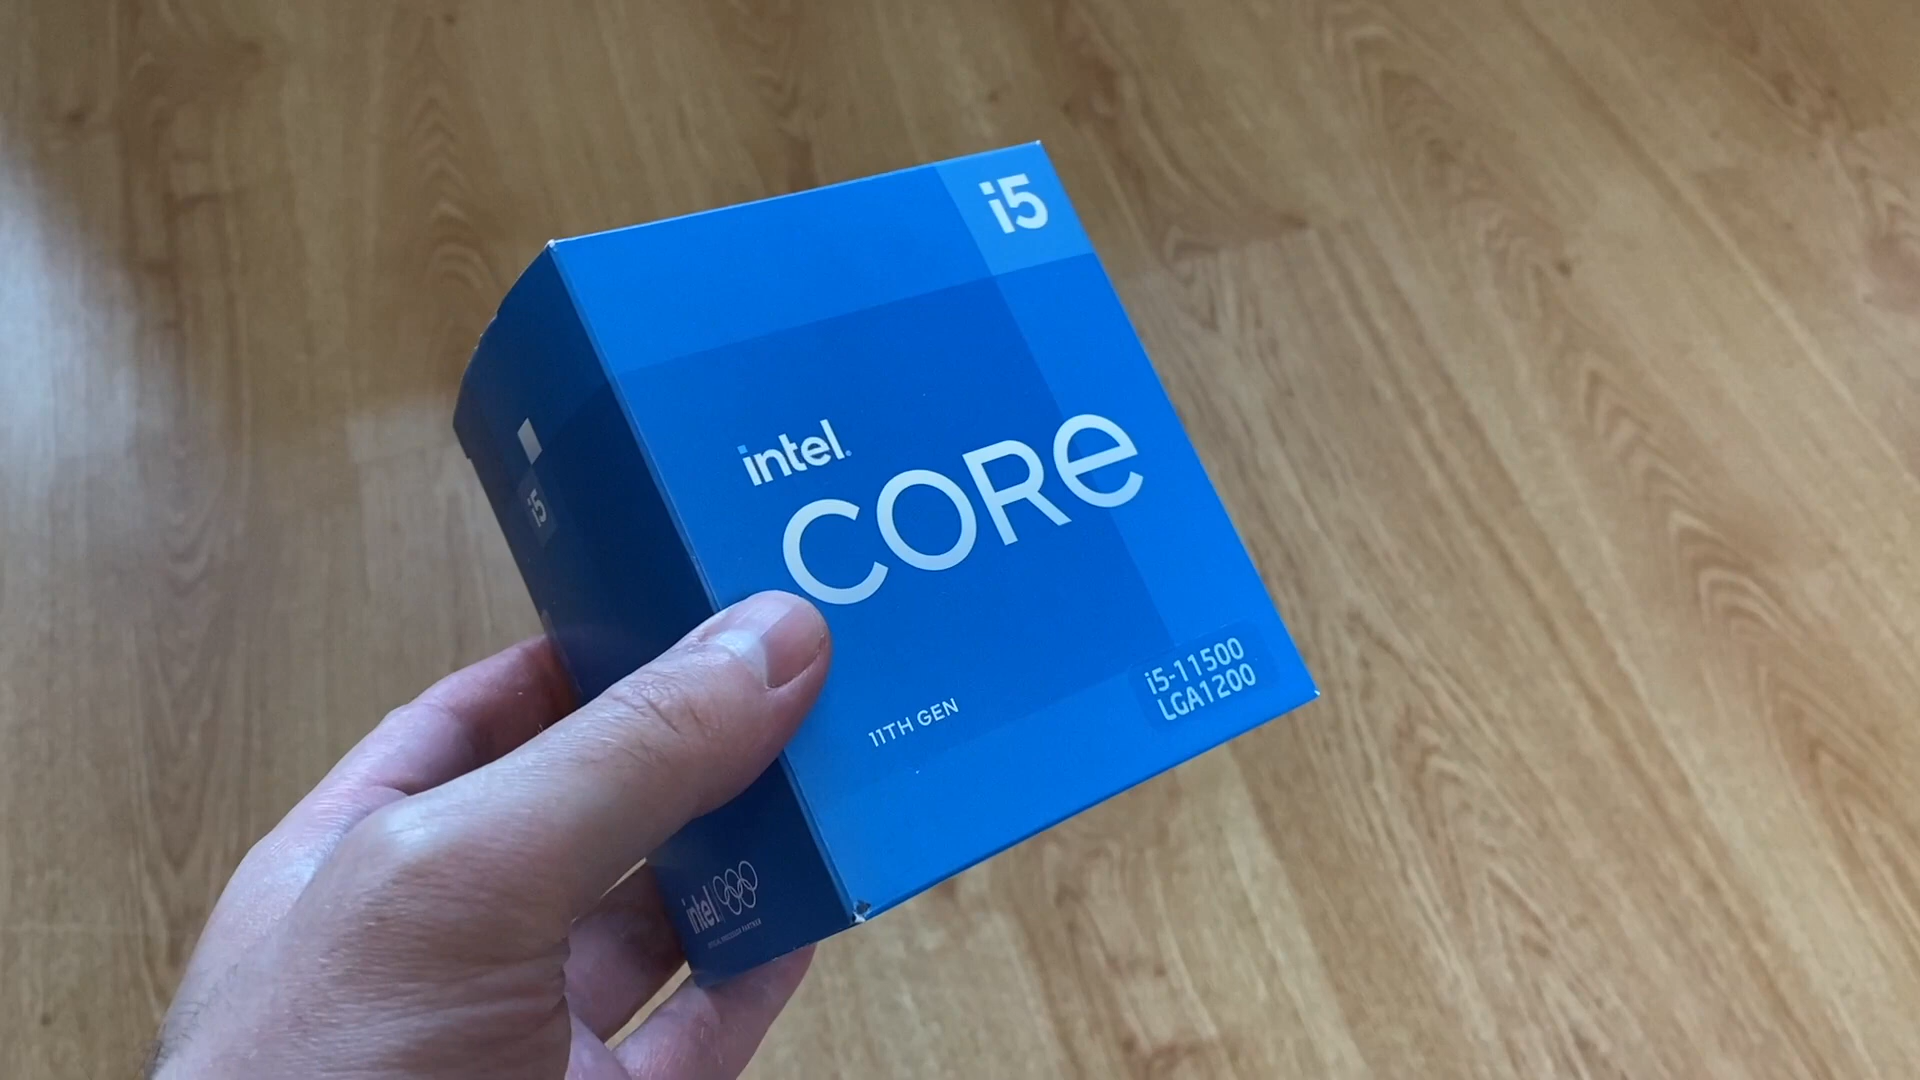 i5
intel.
CORe
11TH GEN
i5-11500
LGA1200
i5
intel